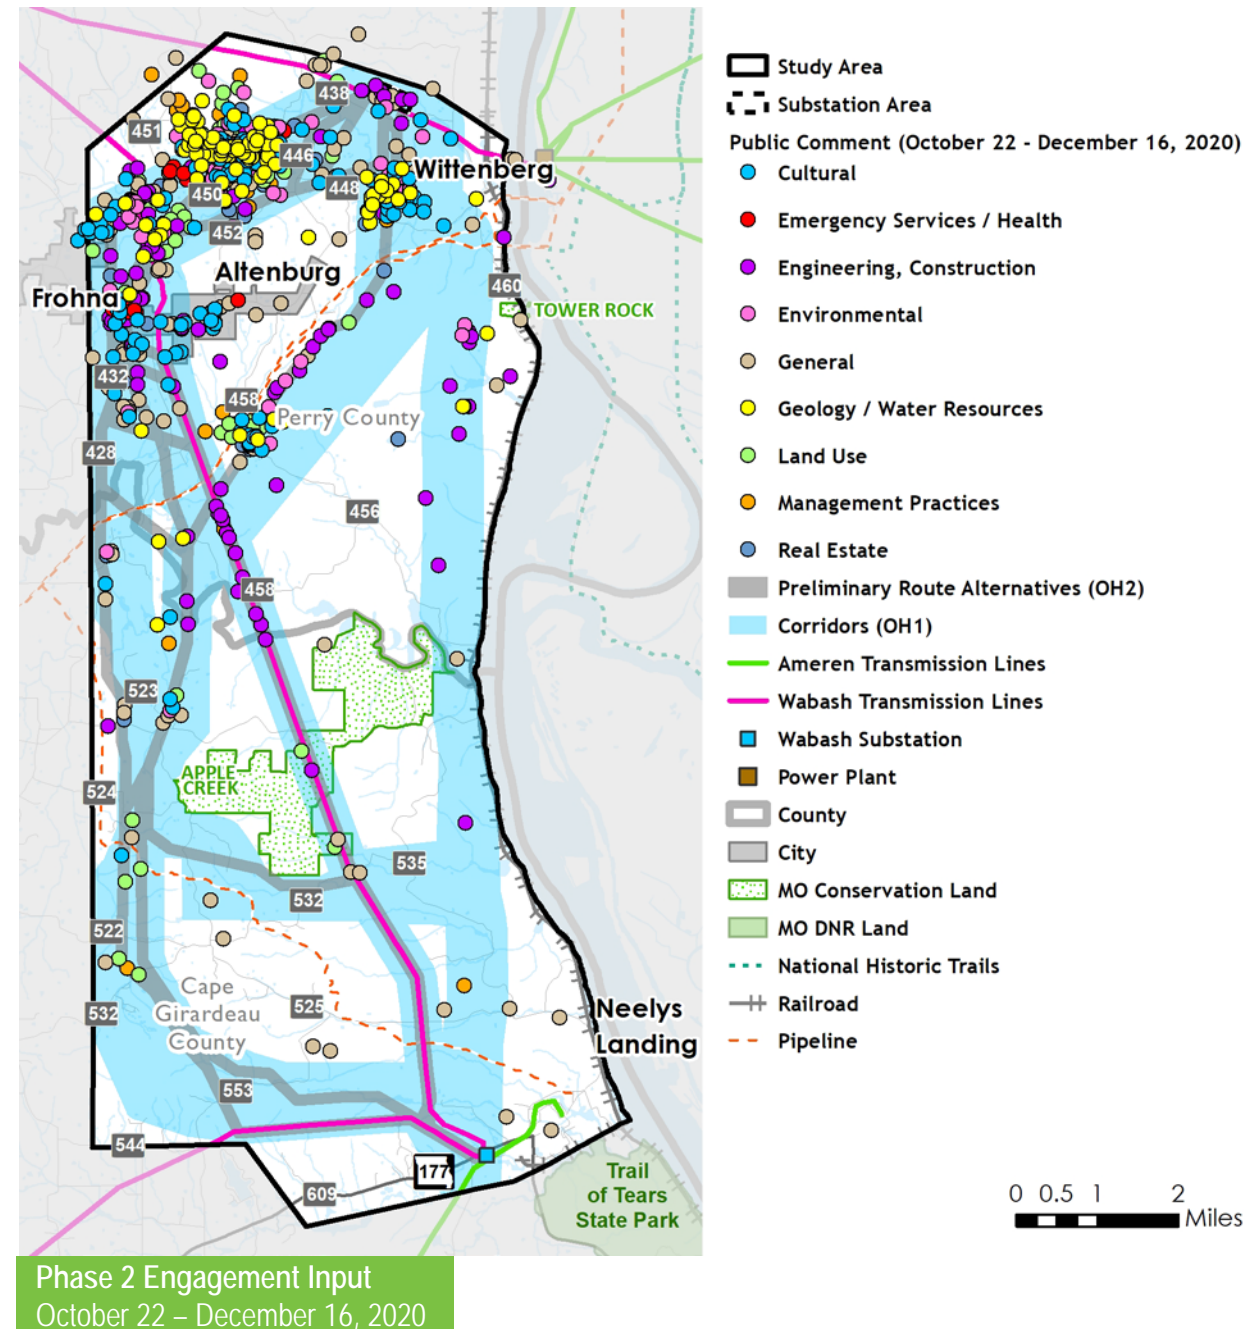 438
451
446
Wittenberg
448
450
452
Altenburg
460
Frohna
TOWER ROCK
432
458
Perry County
428
456
458
523
APPLE
CREEK
524
535
532
522
Cape
Girardeau
County
525
532
Neelys
Landing
553
544
177
609
Trail
of Tears
State Park
Study Area
Substation Area
Public Comment (October 22 - December 16, 2020)
Cultural
Emergency Services / Health
Engineering, Construction
Environmental
General
Geology / Water Resources
Land Use
Management Practices
Real Estate
Preliminary Route Alternatives (OH2)
Corridors (OH1)
Ameren Transmission Lines
Wabash Transmission Lines
Wabash Substation
Power Plant
County
City
MO Conservation Land
MO DNR Land
National Historic Trails
Railroad
Pipeline
0 0.5 1 2
Miles
Phase 2 Engagement Input
October 22 – December 16, 2020